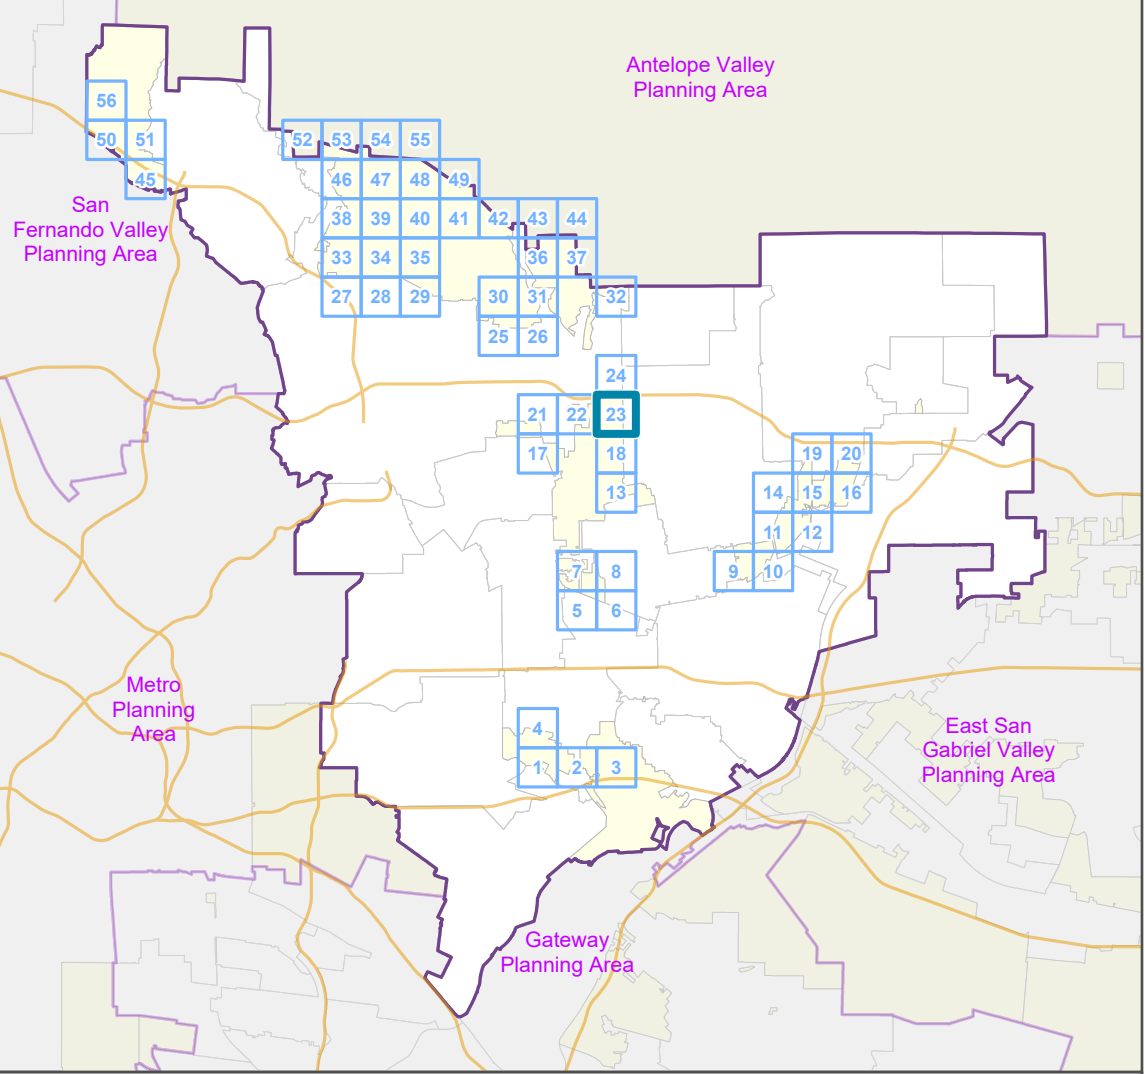 Antelope Valley
Planning Area
56
50 51
52 53 54 55
45
46 47 48 49
San
Fernando Valley
Planning Area
38 39 40 41 42 43 44
33 34 35 36 37
27 28 29 30 31 32
25 26
24
21 22 23
17 18 19 20
13 14 15 16
11 12
7 8 9 10
5 6
Metro
Planning
Area
4
1 2 3
East San
Gabriel Valley
Planning Area
Gateway
Planning Area